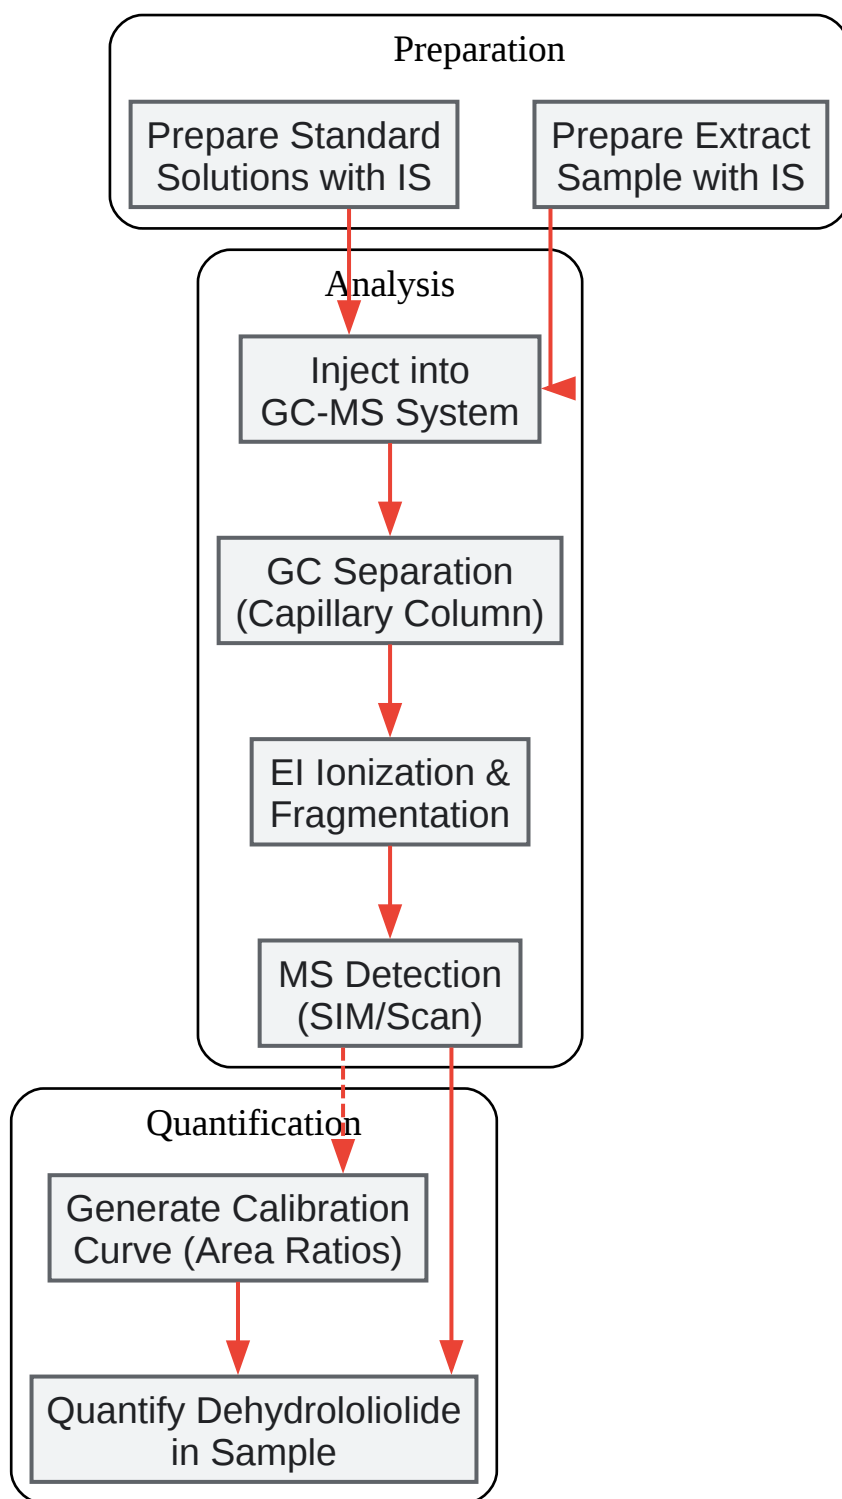 Preparation
Prepare Standard
Solutions with IS
Prepare Extract
Sample with IS
Analysis
Inject into
GC-MS System
GC Separation
(Capillary Column)
EI Ionization &
Fragmentation
MS Detection
(SIM/Scan)
Quantification
Generate Calibration
Curve (Area Ratios)
Quantify Dehydrololiolide
in Sample